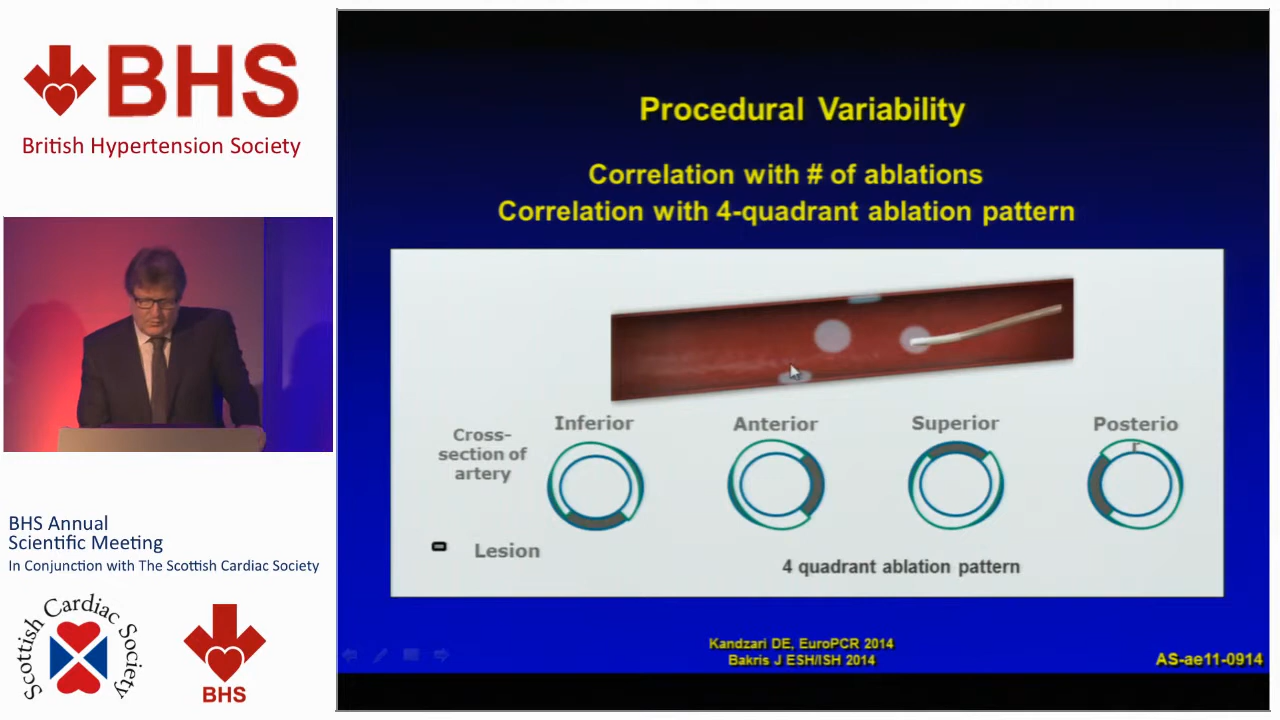 BHS
British Hypertension Society
BHS Annual
Scientific Meeting
In Conjunction with The Scottish Cardiac Society
Scottish Cardiac Society
BHS
Procedural Variability
Correlation with # of ablations
Correlation with 4-quadrant ablation pattern
Cross-
section of
artery
Inferior
Anterior
Superior
Posterio
r
Lesion
4 quadrant ablation pattern
Kandzari DE, EuroPCR 2014
Bakris J ESH/ISH 2014
AS-ae11-0914